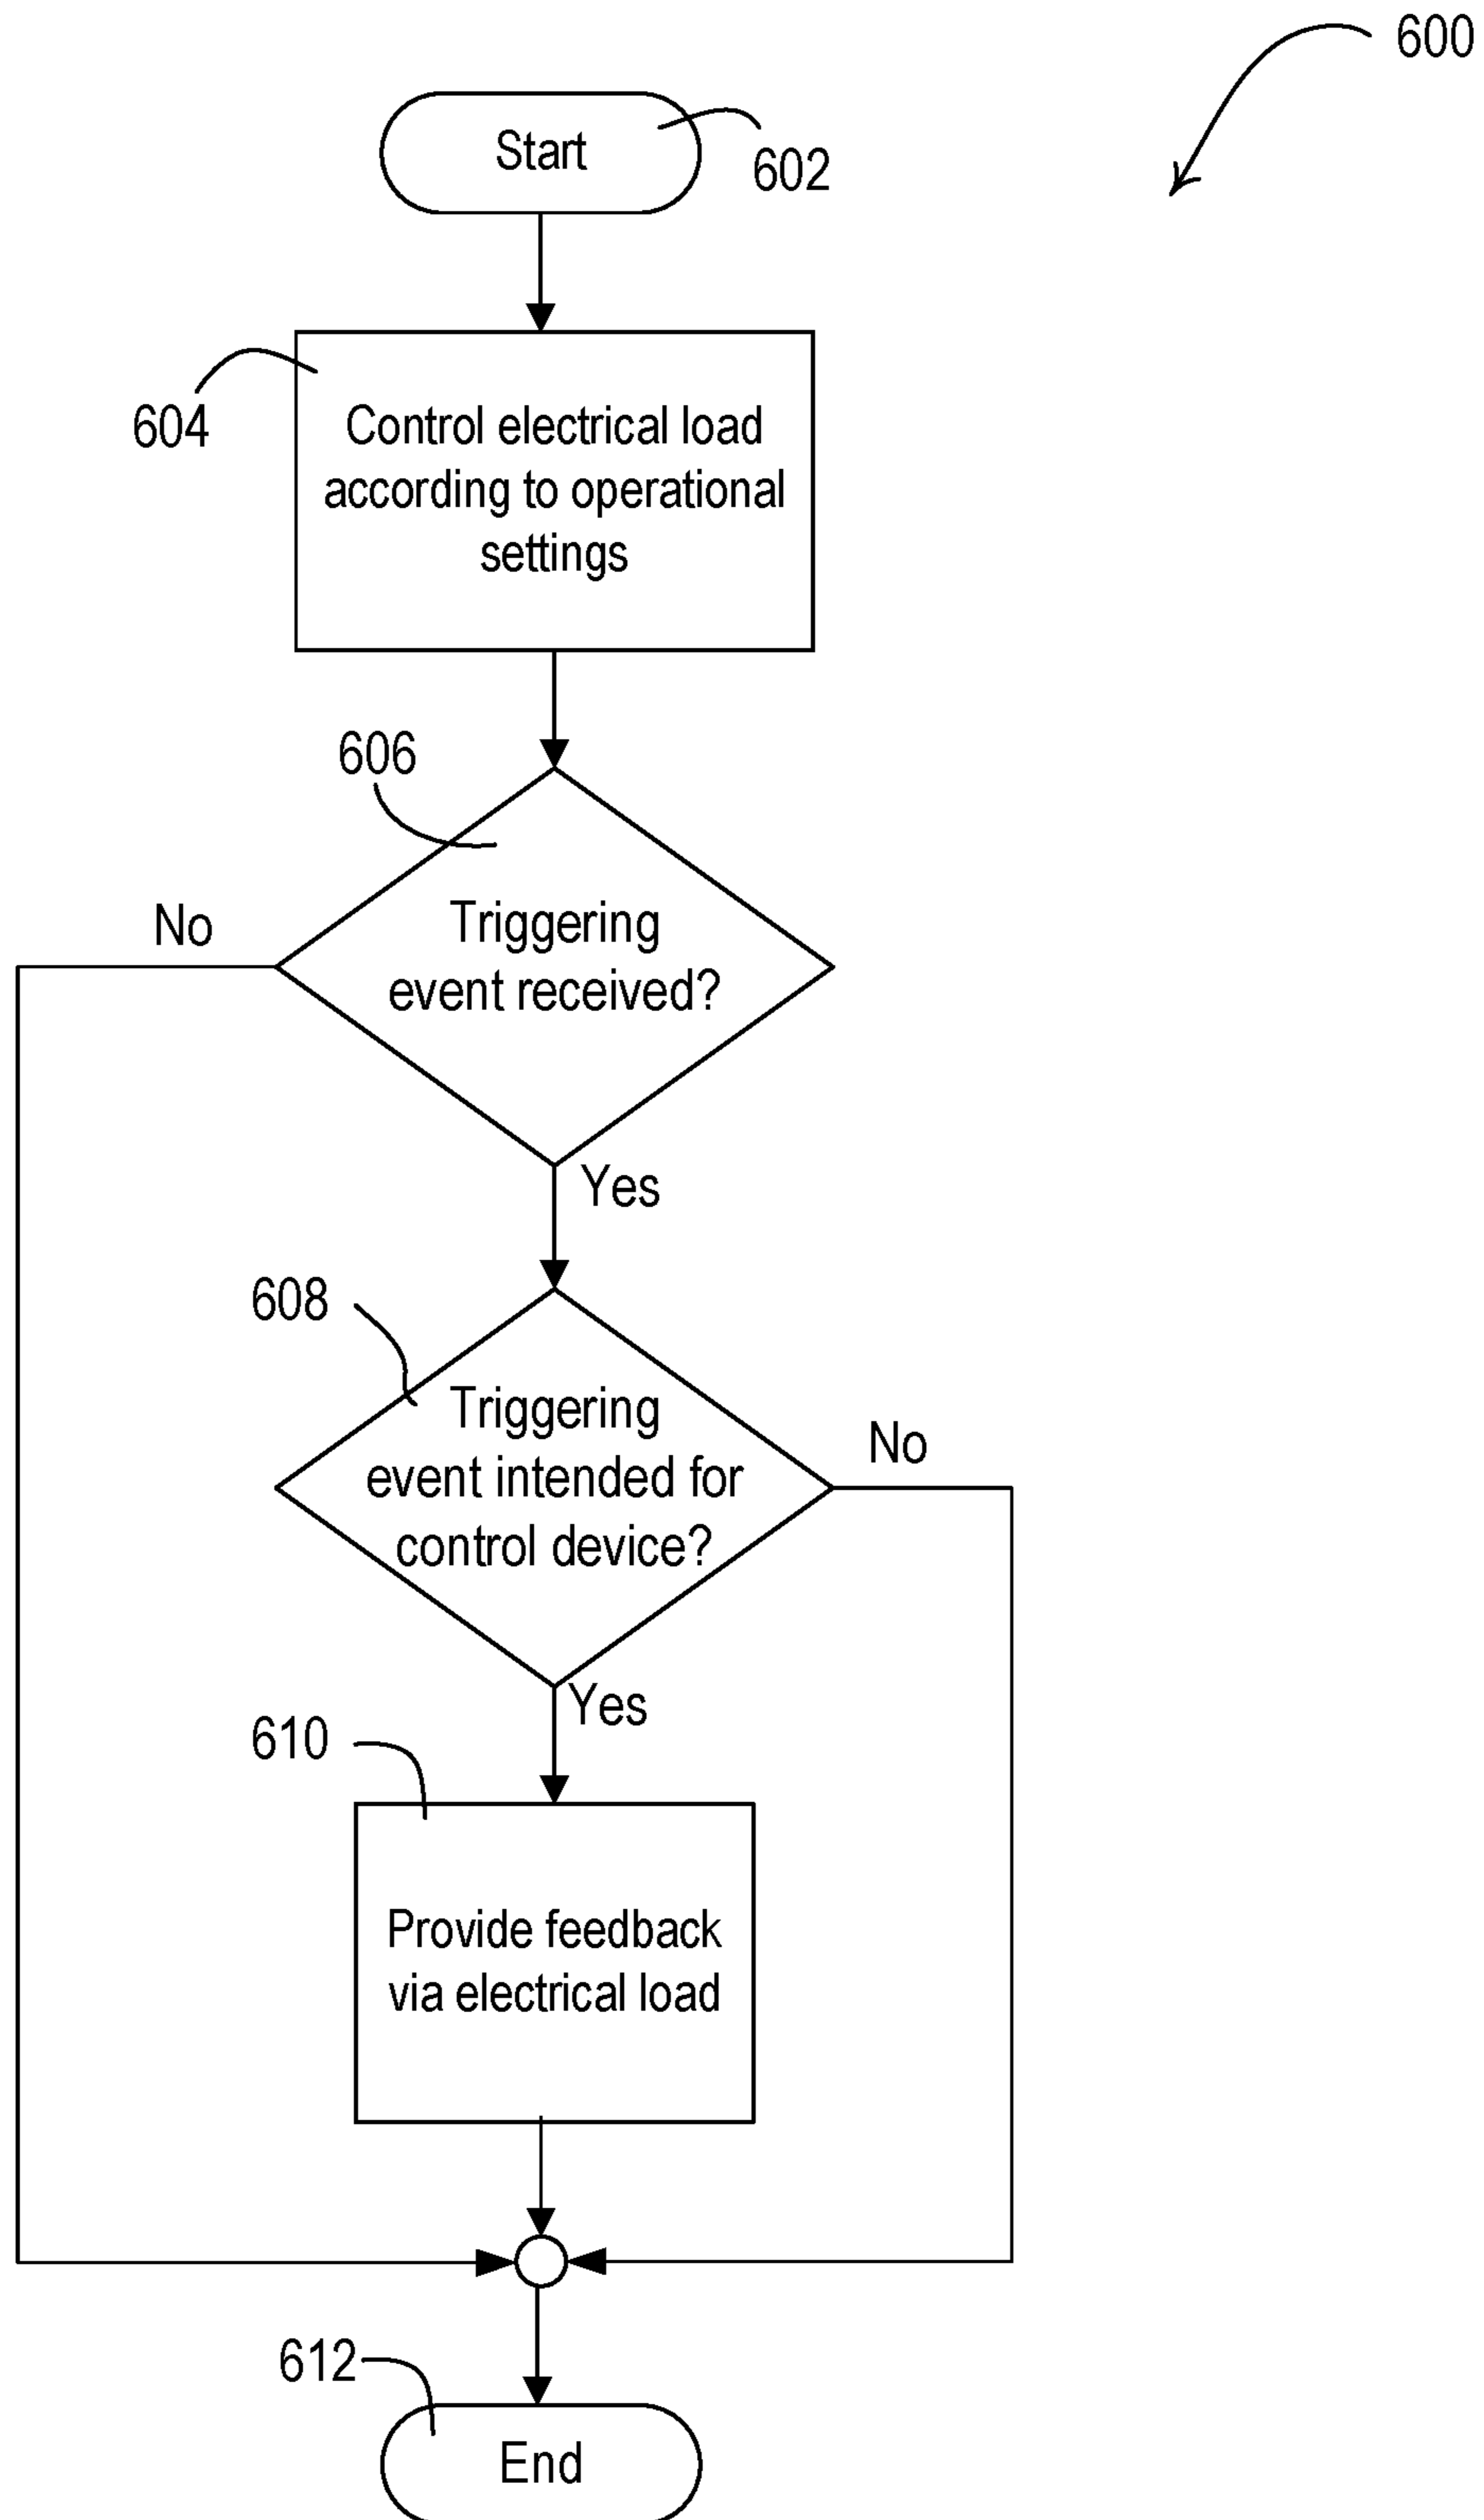 600
Start
602
604
Control electrical load
according to operational
settings
606
No
Triggering
event received?
Yes
608
Triggering
event intended for
control device?
No
Yes
610
Provide feedback
via electrical load
612
End